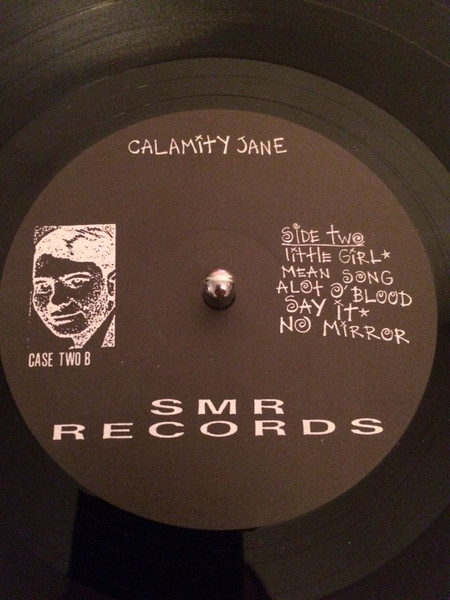 CALAMITY JANE
SIDE TWO
LITTLE GIRL*
MEAN SONG
ALOT O' BLOOD
SAY IT*
NO MIRROR
CASE TWO B
SMR
RECORDS